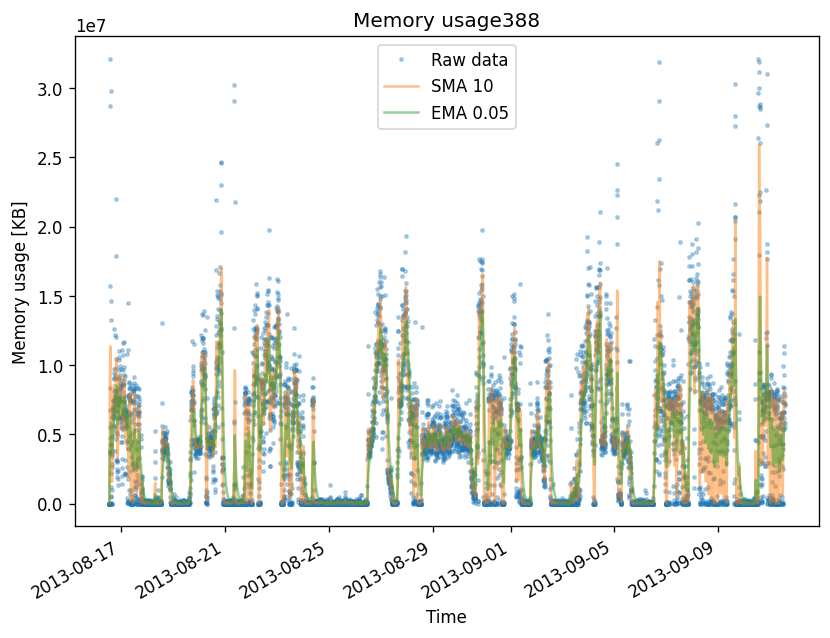 Memory usage388
1e7
Raw data
SMA 10
EMA 0.05
3.0
2.5
2.0
1.5
1.0
0.5
0.0
Memory usage [KB]
2013-08-17
2013-08-21
2013-08-25
2013-08-29
2013-09-01
2013-09-05
2013-09-09
Time